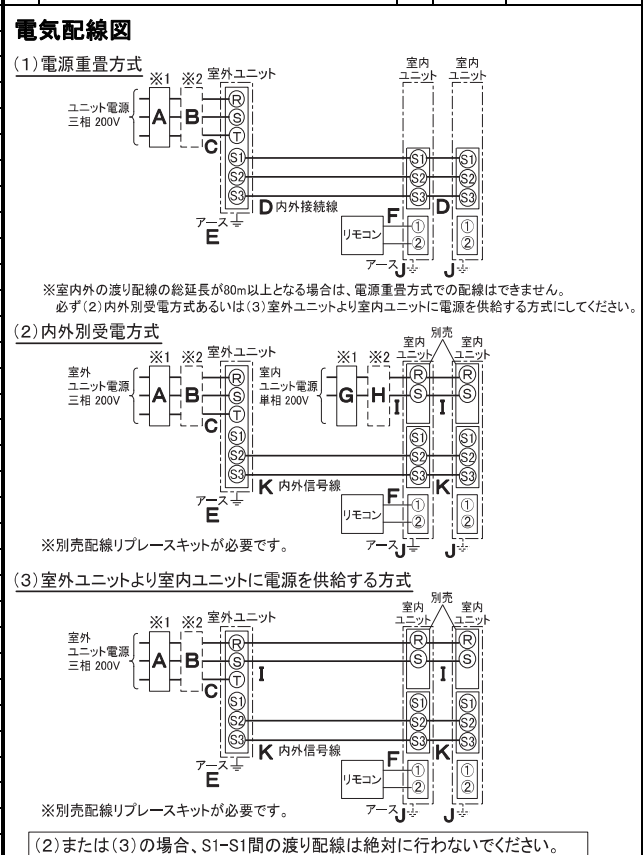 電気配線図
(1)電源重畳方式
※1 ※2 室外ユニット 室内ユニット 室内ユニット
ユニット電源
三相 200V
A B C
R
S
T
S1 S1 S1
S2 S2 S2
S3 S3 S3
D 内外接続線 F D
アース
E
リモコン ① ①
② ②
アース J J
※室内外の渡り配線の総延長が80m以上となる場合は、電源重畳方式での配線はできません。
必ず(2)内外別受電方式あるいは(3)室外ユニットより室内ユニットに電源を供給する方式にしてください。
(2)内外別受電方式
別売
※1 ※2 室外ユニット ※1 ※2 室内ユニット 室内ユニット
室外
ユニット電源
三相 200V
A B C
室内
ユニット電源
単相 200V
G H I I
R R R
S S S
T
S1 S1 S1
S2 S2 S2
S3 S3 S3
K 内外信号線 F K
アース
E
リモコン ① ①
② ②
アース J J
※別売配線リプレースキットが必要です。
(3)室外ユニットより室内ユニットに電源を供給する方式
別売
※1 ※2 室外ユニット 室内ユニット 室内ユニット
室外
ユニット電源
三相 200V
A B C I I
R R R
S S S
T
S1 S1 S1
S2 S2 S2
S3 S3 S3
K 内外信号線 F K
アース
E
リモコン ① ①
② ②
アース J J
※別売配線リプレースキットが必要です。
(2)または(3)の場合、S1-S1間の渡り配線は絶対に行わないでください。